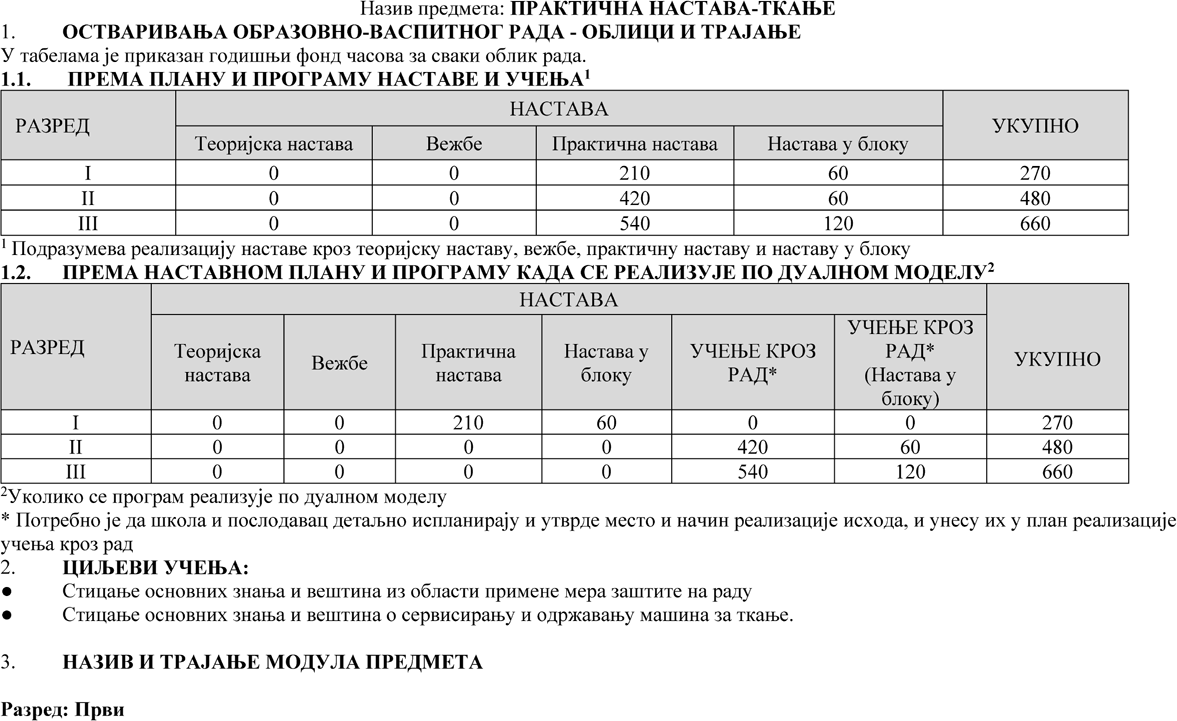 Назив предмета: ПРАКТИЧНА НАСТАВА-ТКАЊЕ
1. ОСТВАРИВАЊА ОБРАЗОВНО-ВАСПИТНОГ РАДА - ОБЛИЦИ И ТРАЈАЊЕ
У табелама је приказан годишњи фонд часова за сваки облик рада.
1.1. ПРЕМА ПЛАНУ И ПРОГРАМУ НАСТАВЕ И УЧЕЊА¹
РАЗРЕД НАСТАВА УКУПНО
Теоријска настава Вежбе Практична настава Настава у блоку
I 0 0 210 60 270
II 0 0 420 60 480
III 0 0 540 120 660
¹ Подразумева реализацију наставе кроз теоријску наставу, вежбе, практичну наставу и наставу у блоку
1.2. ПРЕМА НАСТАВНОМ ПЛАНУ И ПРОГРАМУ КАДА СЕ РЕАЛИЗУЈЕ ПО ДУАЛНОМ МОДЕЛУ²
РАЗРЕД НАСТАВА УКУПНО
Теоријска
настава
Вежбе
Практична
настава
Настава у
блоку
УЧЕЊЕ КРОЗ
РАД*
УЧЕЊЕ КРОЗ
РАД*
(Настава у
блоку)
I 0 0 210 60 0 0 270
II 0 0 0 0 420 60 480
III 0 0 0 0 540 120 660
²Уколико се програм реализује по дуалном моделу
* Потребно је да школа и послодавац детаљно испланирају и утврде место и начин реализације исхода, и унесу их у план реализације
учења кроз рад
2. ЦИЉЕВИ УЧЕЊА:
● Стицање основних знања и вештина из области примене мера заштите на раду
● Стицање основних знања и вештина о сервисирању и одржавању машина за ткање.
3. НАЗИВ И ТРАЈАЊЕ МОДУЛА ПРЕДМЕТА
Разред: Први